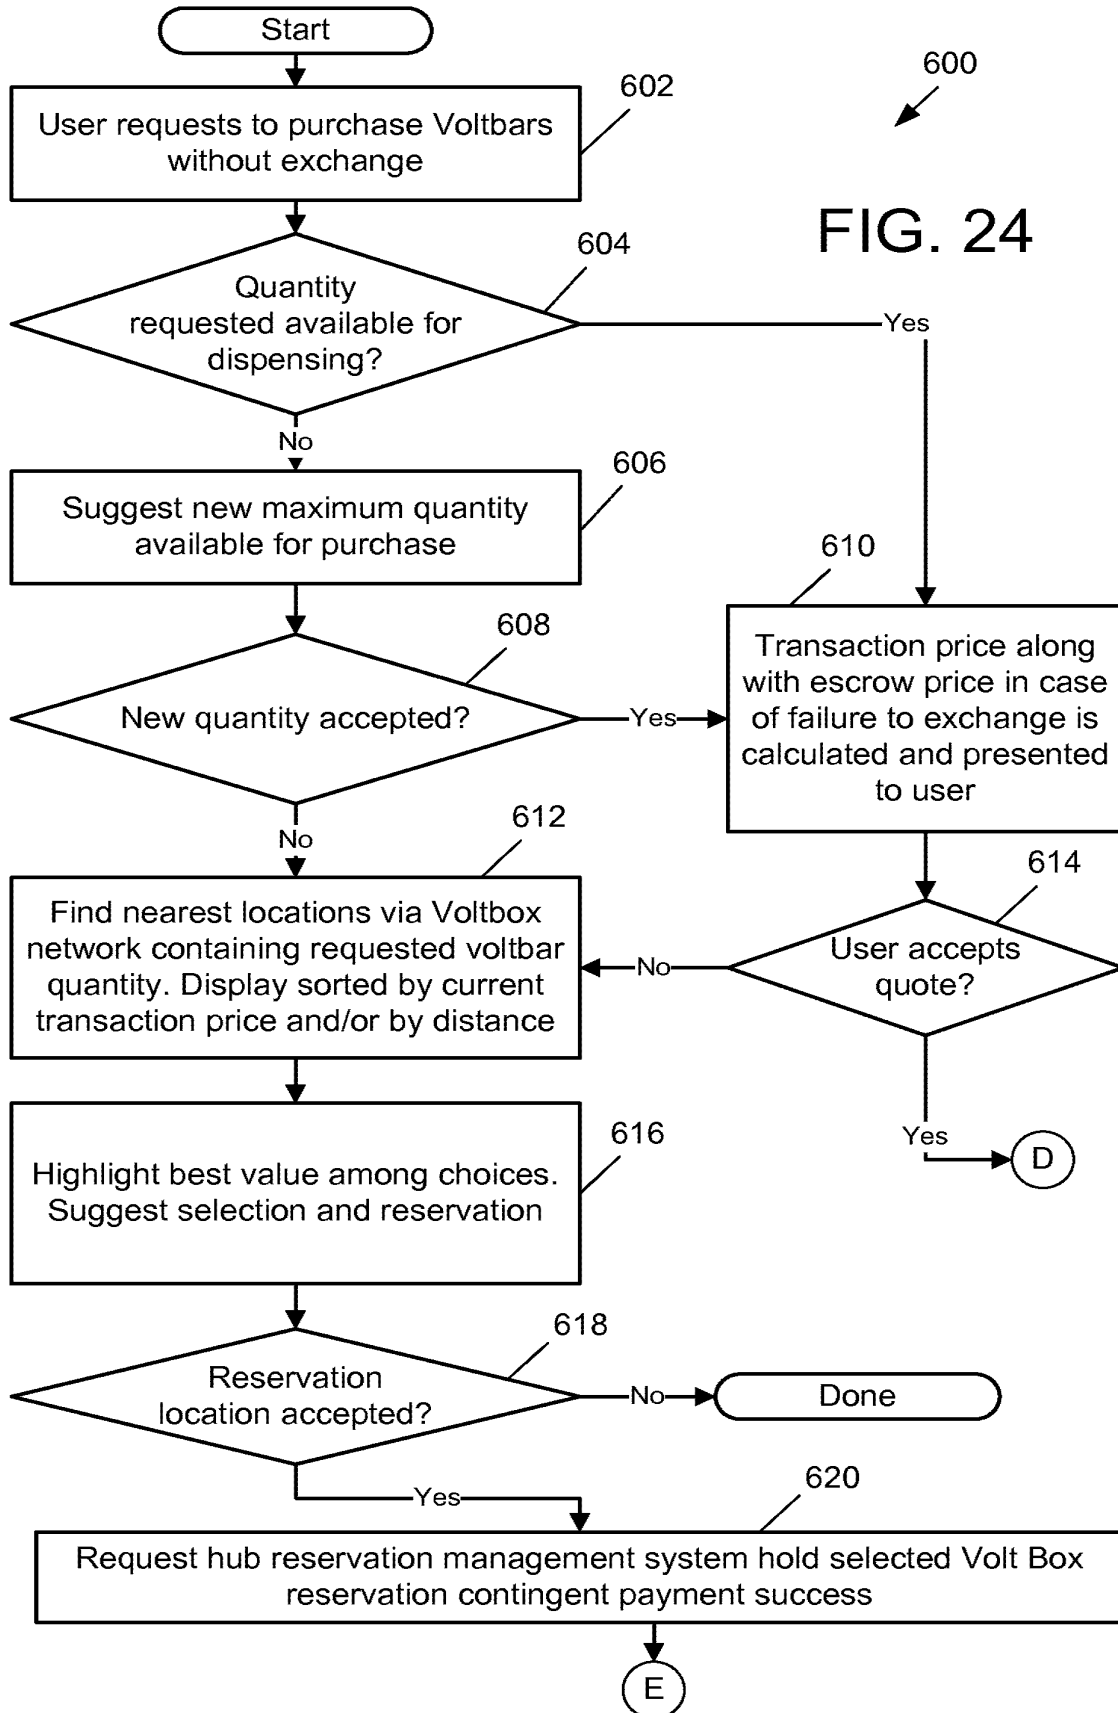 Start
600
602
User requests to purchase Voltbars
without exchange
FIG. 24
604
Quantity
requested available for
dispensing?
Yes
No
606
Suggest new maximum quantity
available for purchase
610
608
Transaction price along
with escrow price in case
of failure to exchange is
calculated and presented
to user
New quantity accepted?
Yes
No
612
614
Find nearest locations via Voltbox
network containing requested voltbar
quantity. Display sorted by current
transaction price and/or by distance
User accepts
quote?
No
Yes
D
616
Highlight best value among choices.
Suggest selection and reservation
618
Reservation
location accepted?
No
Done
Yes
620
Request hub reservation management system hold selected Volt Box
reservation contingent payment success
E